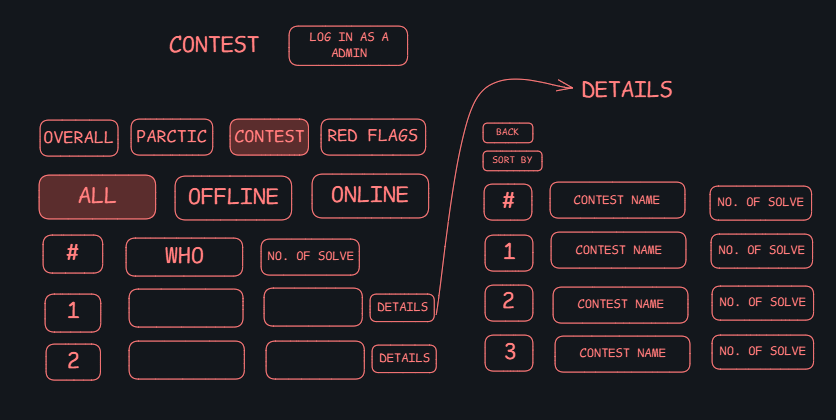 CONTEST
LOG IN AS A
ADMIN
OVERALL PARCTIC CONTEST RED FLAGS
ALL OFFLINE ONLINE
# WHO NO. OF SOLVE
1 DETAILS
2 DETAILS
DETAILS
BACK
SORT BY
# CONTEST NAME NO. OF SOLVE
1 CONTEST NAME NO. OF SOLVE
2 CONTEST NAME NO. OF SOLVE
3 CONTEST NAME NO. OF SOLVE